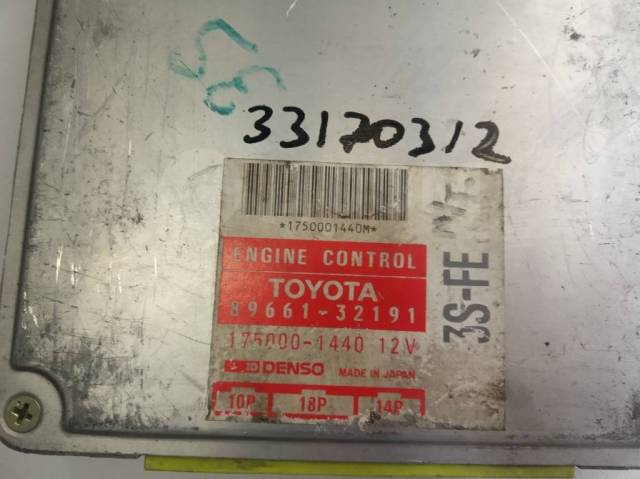 33170312
*1750001440M*
ENGINE CONTROL
TOYOTA
89661-32191
175000-1440 12V
DENSO MADE IN JAPAN
10P 18P 14P
3S-FE